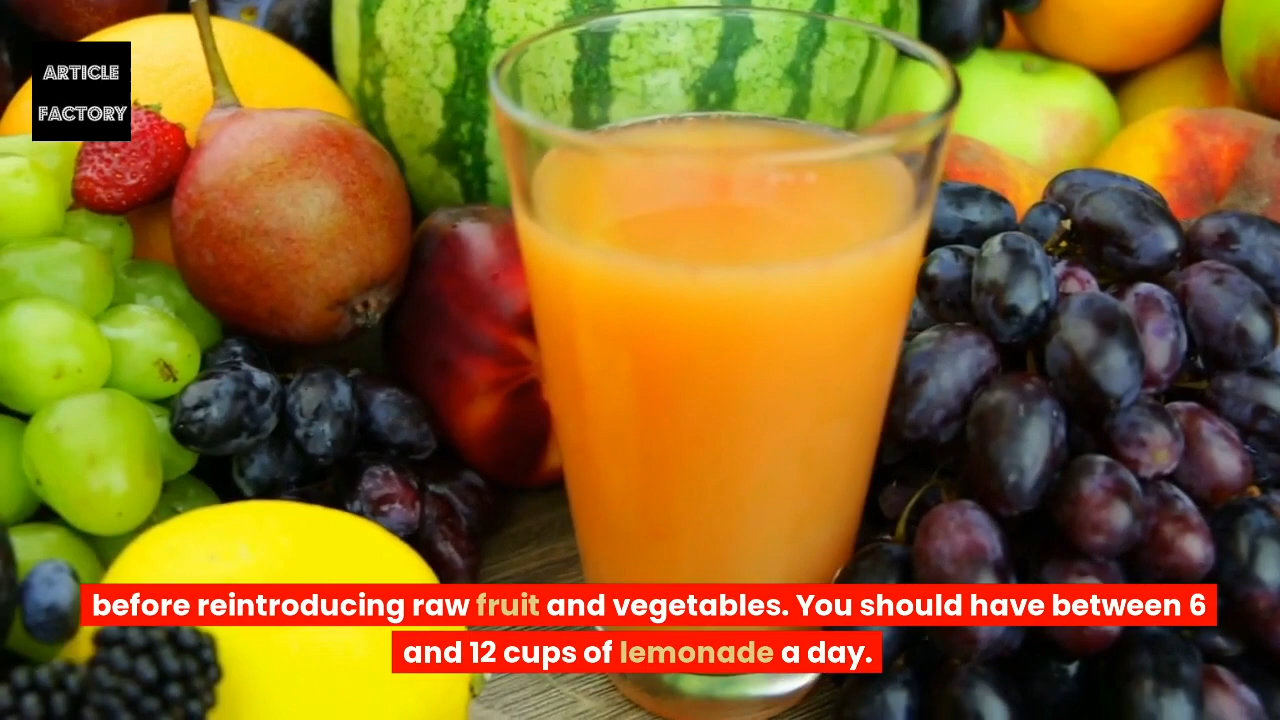 ARTICLE
FACTORY
before reintroducing raw fruit and vegetables. You should have between 6
and 12 cups of lemonade a day.